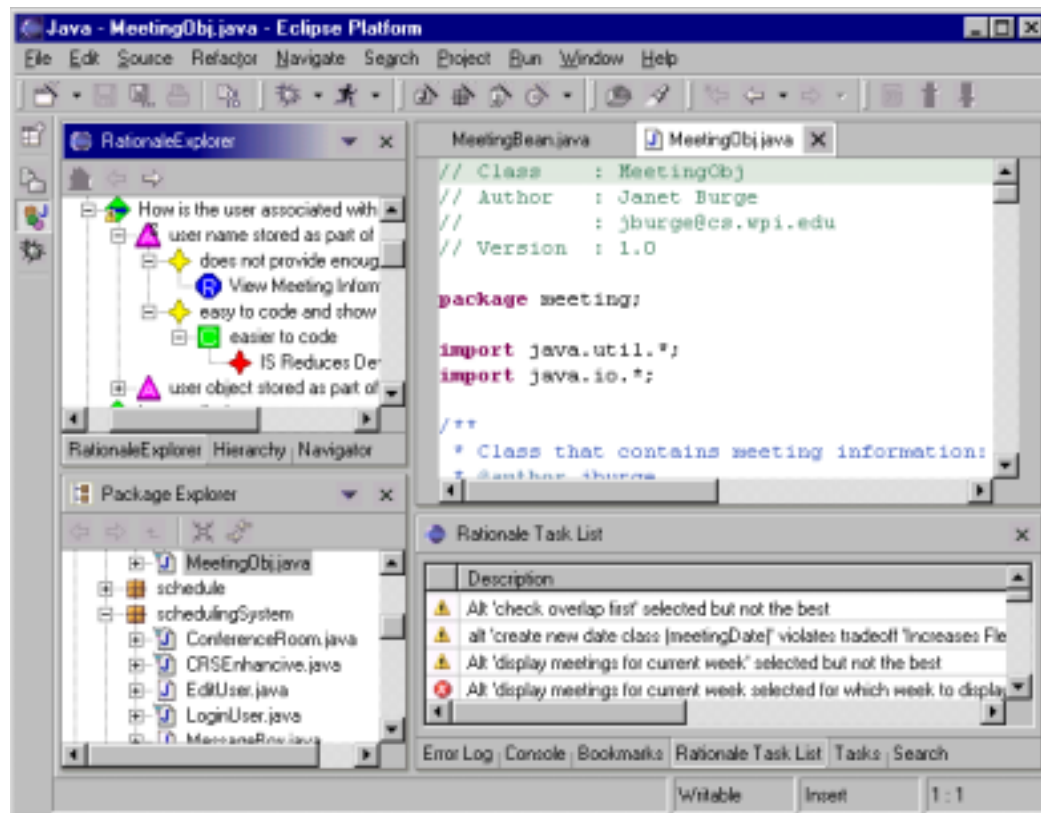 Java - MeetingObj.java - Eclipse Platform
File Edit Source Refactor Navigate Search Project Run Window Help
RationaleExplorer
How is the user associated with
user name stored as part of
does not provide enoug
View Meeting Inform
easy to code and show
easier to code
IS Reduces De
user object stored as part of
RationaleExplorer Hierarchy Navigator
Package Explorer
MeetingObj.java
schedule
schedulingSystem
ConferenceRoom.java
CRSEnhancive.java
EditUser.java
LoginUser.java
MessageBox.java
MeetingBean.java MeetingObj.java
// Class : MeetingObj
// Author : Janet Burge
// : jburge@cs.wpi.edu
// Version : 1.0
package meeting;
import java.util.*;
import java.io.*;
/**
* Class that contains meeting information:
* @author jburge
Rationale Task List
Description
Alt 'check overlap first' selected but not the best
alt 'create new date class (meetingDate)' violates tradeoff 'Increases Fle
Alt 'display meetings for current week' selected but not the best
Alt 'display meetings for current week selected for which week to display
Error Log Console Bookmarks Rationale Task List Tasks Search
Writable Insert 1 : 1